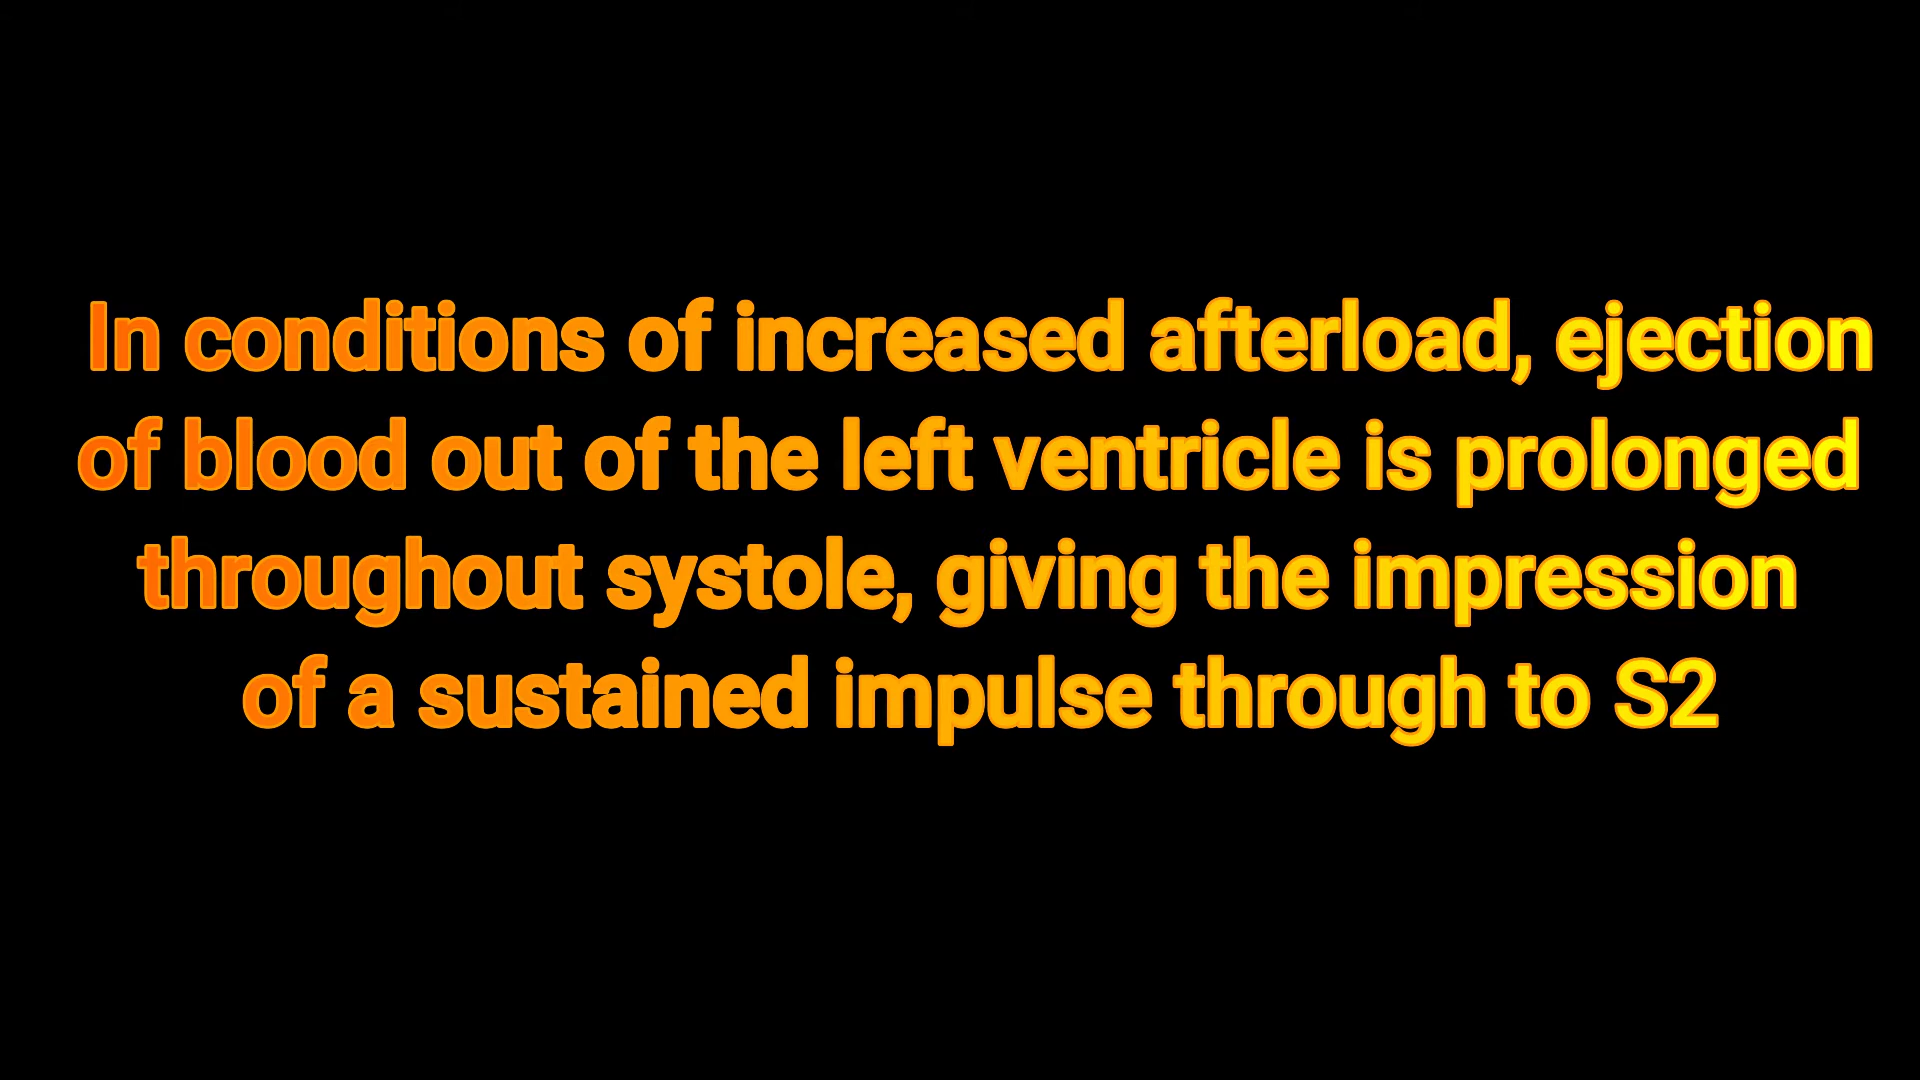 In conditions of increased afterload, ejection
of blood out of the left ventricle is prolonged
throughout systole, giving the impression
of a sustained impulse through to S2